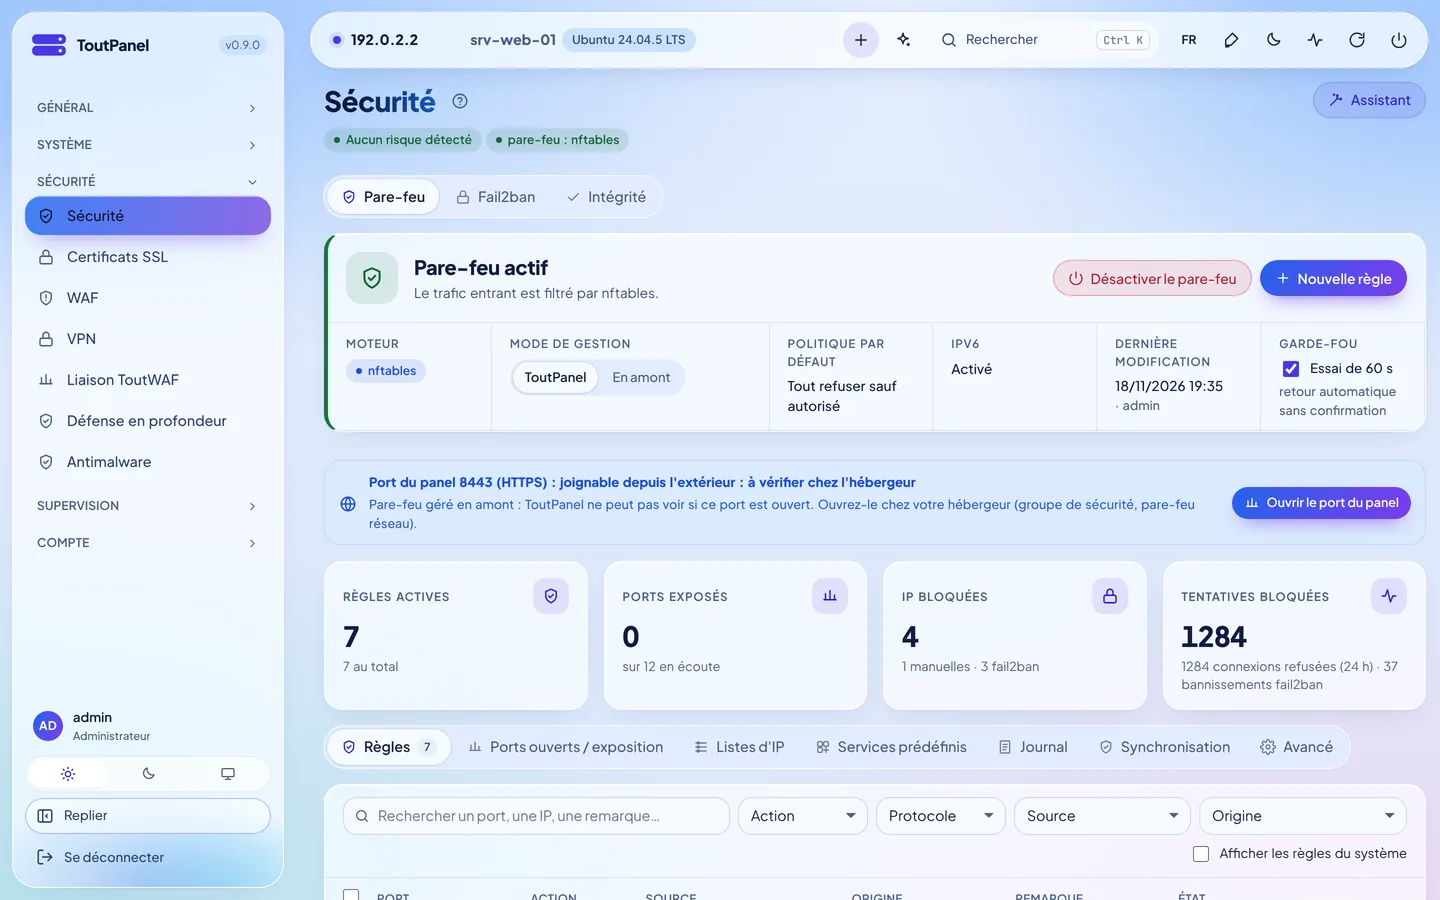 ToutPanel
v0.9.0
GÉNÉRAL
SYSTÈME
SÉCURITÉ
Sécurité
Certificats SSL
WAF
VPN
Liaison ToutWAF
Défense en profondeur
Antimalware
SUPERVISION
COMPTE
AD
admin
Administrateur
Replier
Se déconnecter
192.0.2.2
srv-web-01
Ubuntu 24.04.5 LTS
Rechercher
Ctrl K
FR
Sécurité
Assistant
Aucun risque détecté
pare-feu : nftables
Pare-feu
Fail2ban
Intégrité
Pare-feu actif
Le trafic entrant est filtré par nftables.
Désactiver le pare-feu
Nouvelle règle
MOTEUR
nftables
MODE DE GESTION
ToutPanel
En amont
POLITIQUE PAR
DÉFAUT
Tout refuser sauf
autorisé
IPV6
Activé
DERNIÈRE
MODIFICATION
18/11/2026 19:35
· admin
GARDE-FOU
Essai de 60 s
retour automatique
sans confirmation
Port du panel 8443 (HTTPS) : joignable depuis l'extérieur : à vérifier chez l'hébergeur
Pare-feu géré en amont : ToutPanel ne peut pas voir si ce port est ouvert. Ouvrez-le chez votre hébergeur (groupe de sécurité, pare-feu
réseau).
Ouvrir le port du panel
RÈGLES ACTIVES
7
7 au total
PORTS EXPOSÉS
0
sur 12 en écoute
IP BLOQUÉES
4
1 manuelles · 3 fail2ban
TENTATIVES BLOQUÉES
1284
1284 connexions refusées (24 h) · 37
bannissements fail2ban
Règles 7
Ports ouverts / exposition
Listes d'IP
Services prédéfinis
Journal
Synchronisation
Avancé
Rechercher un port, une IP, une remarque...
Action
Protocole
Source
Origine
Afficher les règles du système
PORT
ACTION
SOURCE
ORIGINE
REMARQUE
ÉTAT